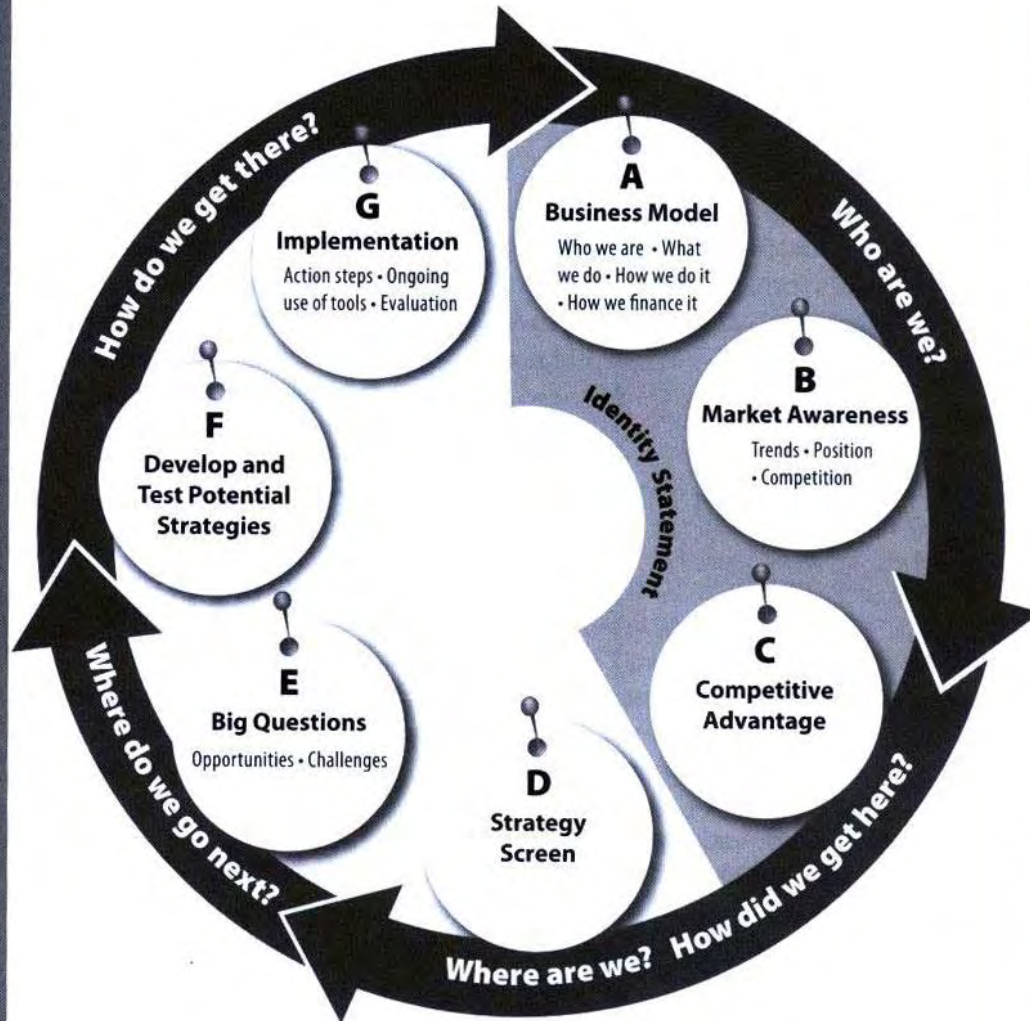 A
Business Model
Who we are • What
we do • How we do it
• How we finance it
B
Market Awareness
Trends • Position
• Competition
C
Competitive
Advantage
D
Strategy
Screen
E
Big Questions
Opportunities • Challenges
F
Develop and
Test Potential
Strategies
G
Implementation
Action steps • Ongoing
use of tools • Evaluation
Identity Statement
Who are we?
How did we get here?
Where are we?
Where do we go next?
How do we get there?